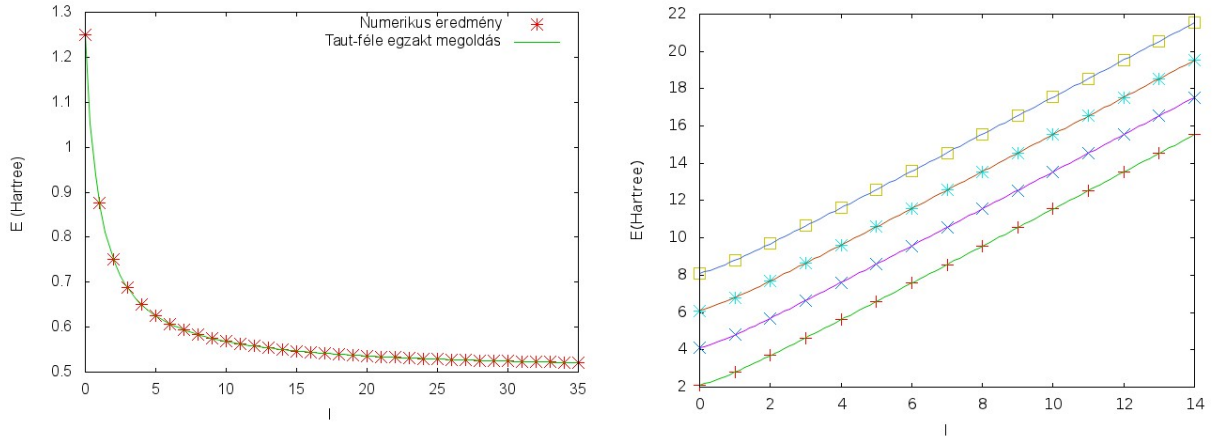 Numerikus eredmény
Taut-féle egzakt megoldás
1.3
1.2
1.1
1
0.9
0.8
0.7
0.6
0.5
E (Hartree)
0 5 10 15 20 25 30 35
l
22
20
18
16
14
12
10
8
6
4
2
E(Hartree)
0 2 4 6 8 10 12 14
l